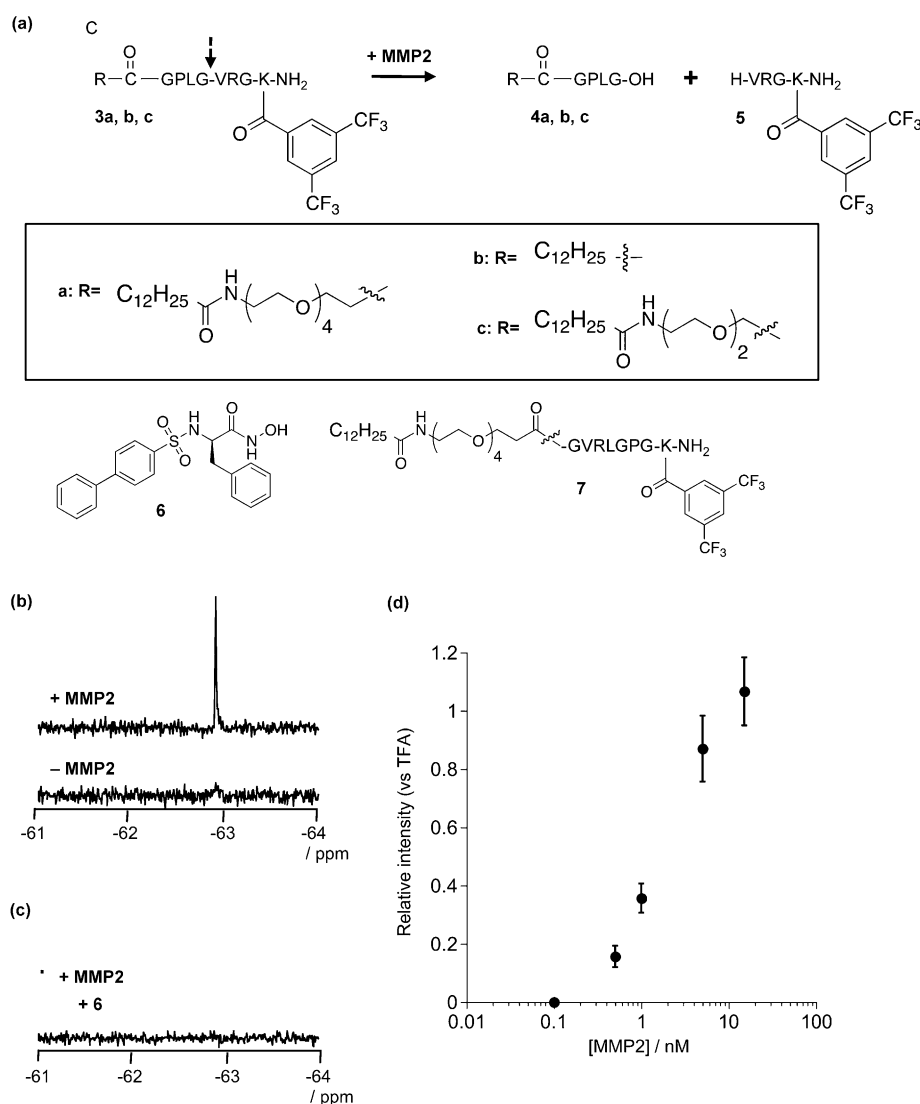 (a)
C
O
R C GPLG-VRG-K-NH2
+ MMP2
O
R C GPLG-OH
+
H-VRG-K-NH2
3a, b, c
4a, b, c
5
O
CF3
CF3
O
CF3
CF3
a: R= C12H25 O H N O 4
b: R= C12H25
c: R= C12H25 O H N O 2
O S O H N O N H OH
6
C12H25 O H N O 4 O -GVRLGPG-K-NH2
7
O
CF3
CF3
(b)
+ MMP2
– MMP2
-61 -62 -63 -64
/ ppm
(c)
+ MMP2
+ 6
-61 -62 -63 -64
/ ppm
(d)
Relative intensity (vs TFA)
1.2
1
0.8
0.6
0.4
0.2
0
0.01 0.1 1 10 100
[MMP2] / nM